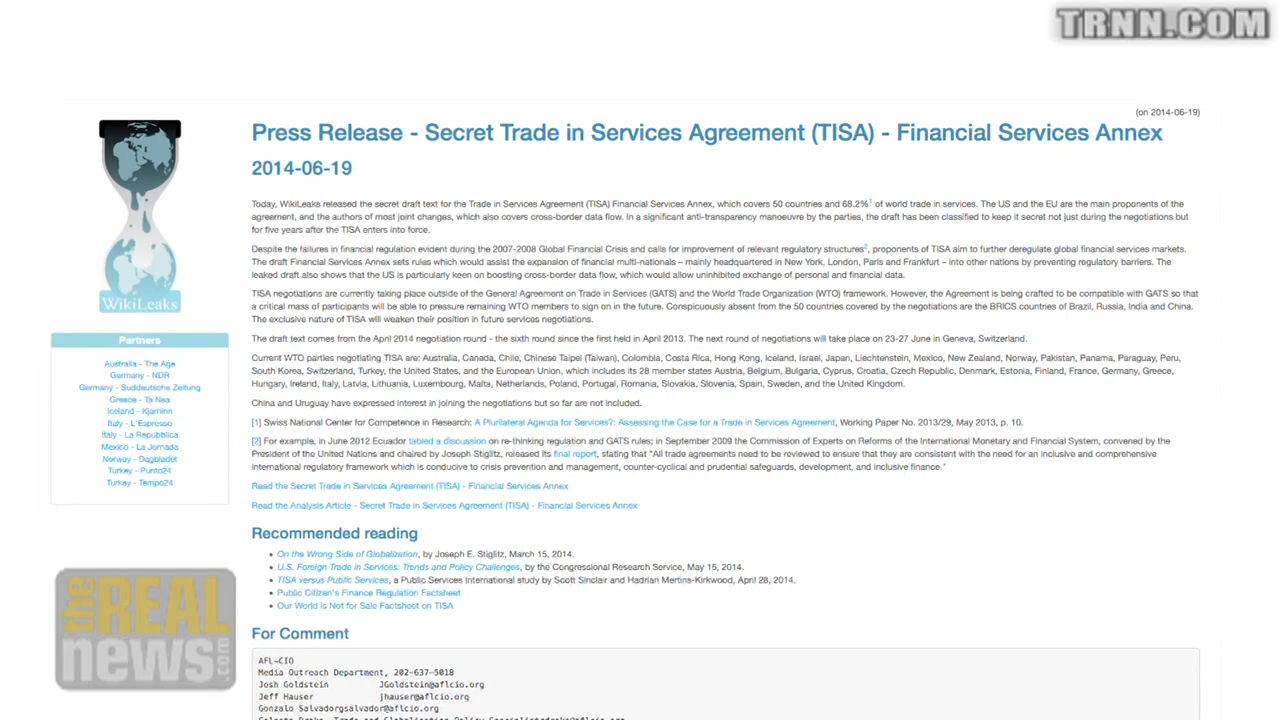 TRNN.COM
(on 2014-06-19)
Press Release - Secret Trade in Services Agreement (TISA) - Financial Services Annex
2014-06-19
Today, WikiLeaks released the secret draft text for the Trade in Services Agreement (TISA) Financial Services Annex, which covers 50 countries and 68.2%1 of world trade in services. The US and the EU are the main proponents of the
agreement, and the authors of most joint changes, which also covers cross-border data flow. In a significant anti-transparency manoeuvre by the parties, the draft has been classified to keep it secret not just during the negotiations but
for five years after the TISA enters into force.
Despite the failures in financial regulation evident during the 2007-2008 Global Financial Crisis and calls for improvement of relevant regulatory structures2, proponents of TISA aim to further deregulate global financial services markets.
The draft Financial Services Annex sets rules which would assist the expansion of financial multi-nationals – mainly headquartered in New York, London, Paris and Frankfurt – into other nations by preventing regulatory barriers. The
leaked draft also shows that the US is particularly keen on boosting cross-border data flow, which would allow uninhibited exchange of personal and financial data.
TISA negotiations are currently taking place outside of the General Agreement on Trade in Services (GATS) and the World Trade Organization (WTO) framework. However, the Agreement is being crafted to be compatible with GATS so that
a critical mass of participants will be able to pressure remaining WTO members to sign on in the future. Conspicuously absent from the 50 countries covered by the negotiations are the BRICS countries of Brazil, Russia, India and China.
The exclusive nature of TISA will weaken their position in future services negotiations.
The draft text comes from the April 2014 negotiation round - the sixth round since the first held in April 2013. The next round of negotiations will take place on 23-27 June in Geneva, Switzerland.
Current WTO parties negotiating TISA are: Australia, Canada, Chile, Chinese Taipei (Taiwan), Colombia, Costa Rica, Hong Kong, Iceland, Israel, Japan, Liechtenstein, Mexico, New Zealand, Norway, Pakistan, Panama, Paraguay, Peru,
South Korea, Switzerland, Turkey, the United States, and the European Union, which includes its 28 member states Austria, Belgium, Bulgaria, Cyprus, Croatia, Czech Republic, Denmark, Estonia, Finland, France, Germany, Greece,
Hungary, Ireland, Italy, Latvia, Lithuania, Luxembourg, Malta, Netherlands, Poland, Portugal, Romania, Slovakia, Slovenia, Spain, Sweden, and the United Kingdom.
China and Uruguay have expressed interest in joining the negotiations but so far are not included.
[1] Swiss National Center for Competence in Research: A Plurilateral Agenda for Services?: Assessing the Case for a Trade in Services Agreement, Working Paper No. 2013/29, May 2013, p. 10.
[2] For example, in June 2012 Ecuador tabled a discussion on re-thinking regulation and GATS rules; in September 2009 the Commission of Experts on Reforms of the International Monetary and Financial System, convened by the
President of the United Nations and chaired by Joseph Stiglitz, released its final report, stating that "All trade agreements need to be reviewed to ensure that they are consistent with the need for an inclusive and comprehensive
international regulatory framework which is conducive to crisis prevention and management, counter-cyclical and prudential safeguards, development, and inclusive finance."
Read the Secret Trade in Services Agreement (TISA) - Financial Services Annex
Read the Analysis Article - Secret Trade in Services Agreement (TISA) - Financial Services Annex
Recommended reading
On the Wrong Side of Globalization, by Joseph E. Stiglitz, March 15, 2014.
U.S. Foreign Trade in Services: Trends and Policy Challenges, by the Congressional Research Service, May 15, 2014.
TISA versus Public Services, a Public Services International study by Scott Sinclair and Hadrian Mertins-Kirkwood, April 28, 2014.
Public Citizen's Finance Regulation Factsheet
Our World is Not for Sale Factsheet on TISA
For Comment
AFL-CIO
Media Outreach Department, 202-637-5018
Josh Goldstein JGoldstein@aflcio.org
Jeff Hauser jhauser@aflcio.org
Gonzalo Salvadorgsalvador@aflcio.org
WikiLeaks
Partners
Australia - The Age
Germany - NDR
Germany - Suddeutsche Zeitung
Greece - Ta Nea
Iceland - Kjarninn
Italy - L'Espresso
Italy - La Repubblica
Mexico - La Jornada
Norway - Dagbladet
Turkey - Punto24
Turkey - Tempo24
the REAL
news.com